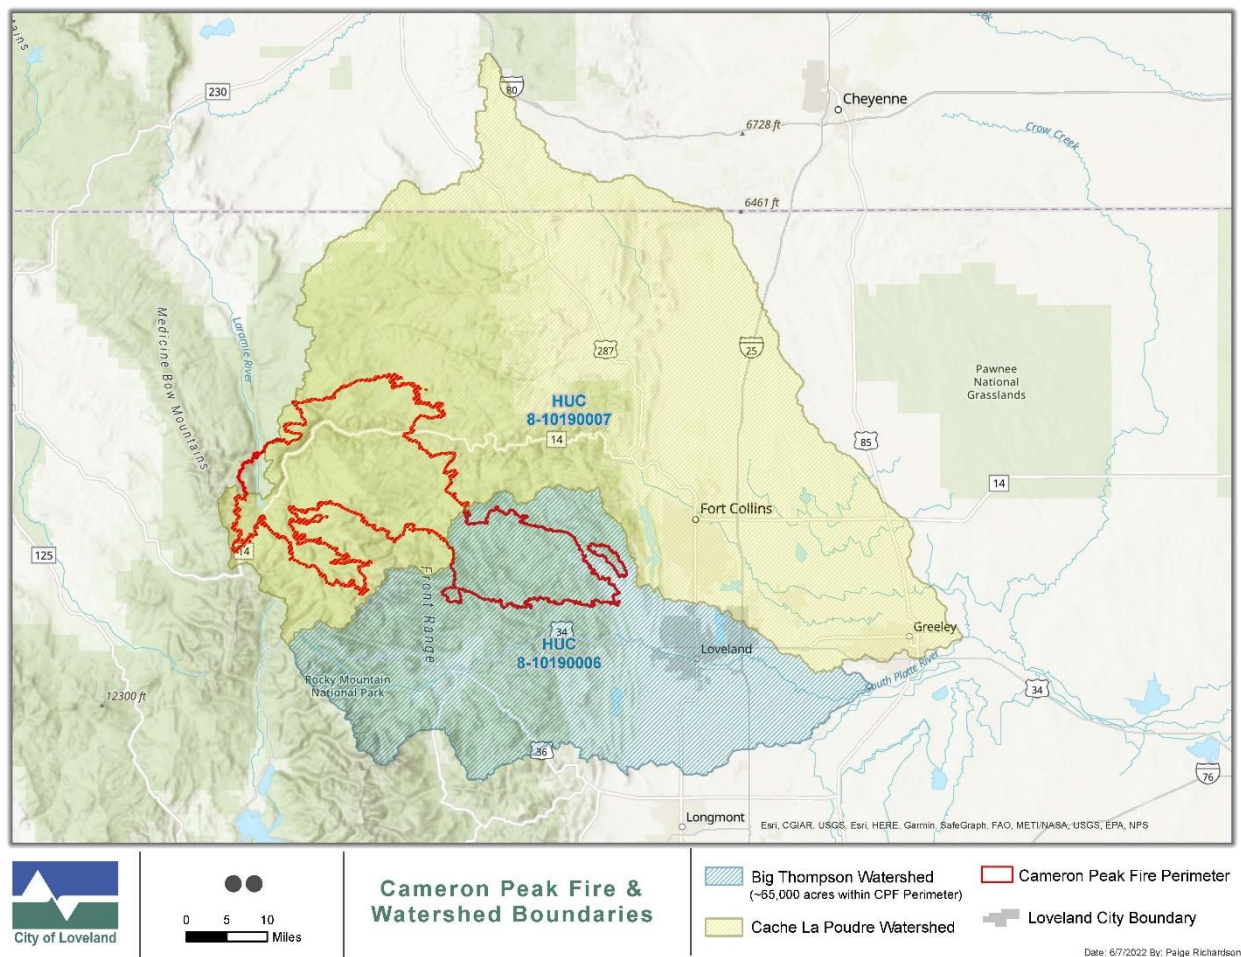 tains
Creek
230
80
Cheyenne
6728 ft
Crow Creek
6461 ft
Medicine Bow Mountains
Laramie River
287
25
Pawnee
National
Grasslands
HUC
8-10190007
14
85
14
Fort Collins
125
14
Front Range
34
HUC
8-10190006
Greeley
Loveland
Rocky Mountain
National Park
South Platte River
12300 ft
34
36
76
Longmont
Esri, CGIAR, USGS, Esri, HERE, Garmin, SafeGraph, FAO, METI/NASA, USGS, EPA, NPS
City of Loveland
0 5 10
Miles
Cameron Peak Fire &
Watershed Boundaries
Big Thompson Watershed
(~65,000 acres within CPF Perimeter)
Cache La Poudre Watershed
Cameron Peak Fire Perimeter
Loveland City Boundary
Date: 6/7/2022 By: Paige Richardson